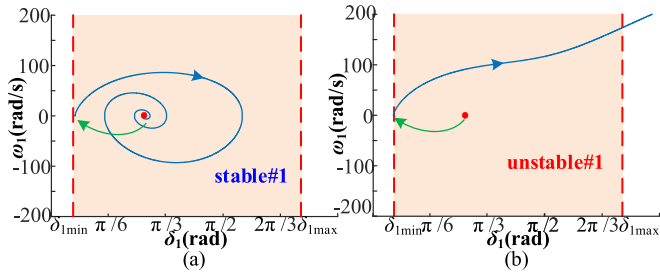 200
100
0
-100
-200
-ω1(rad/s)
stable#1
δ1min π/6 π/3 π/2 2π/3 δ1max
δ1(rad)
(a)
200
100
0
-100
-200
-ω1(rad/s)
unstable#1
δ1min π/6 π/3 π/2 2π/3 δ1max
δ1(rad)
(b)